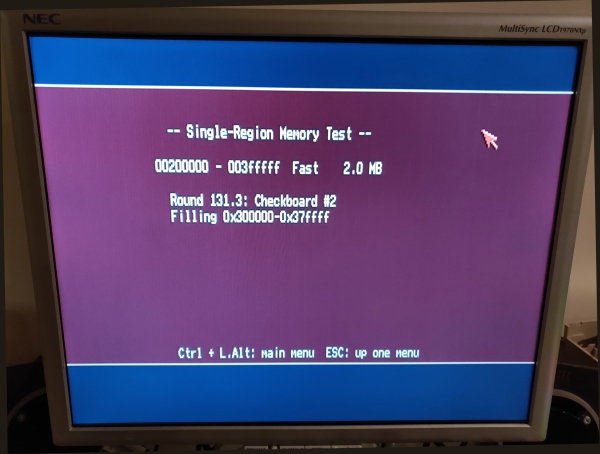 NEC
MultiSync LCD1970NXp
-- Single-Region Memory Test --
00200000 - 003fffff Fast 2.0 MB
Round 131.3: Checkboard #2
Filling 0x300000-0x37ffff
Ctrl + L.Alt: main menu ESC: up one menu